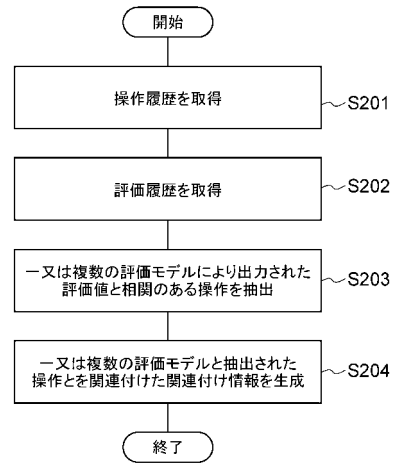 開始
操作履歴を取得
S201
評価履歴を取得
S202
一又は複数の評価モデルにより出力された
評価値と相関のある操作を抽出
S203
一又は複数の評価モデルと抽出された
操作とを関連付けた関連付け情報を生成
S204
終了